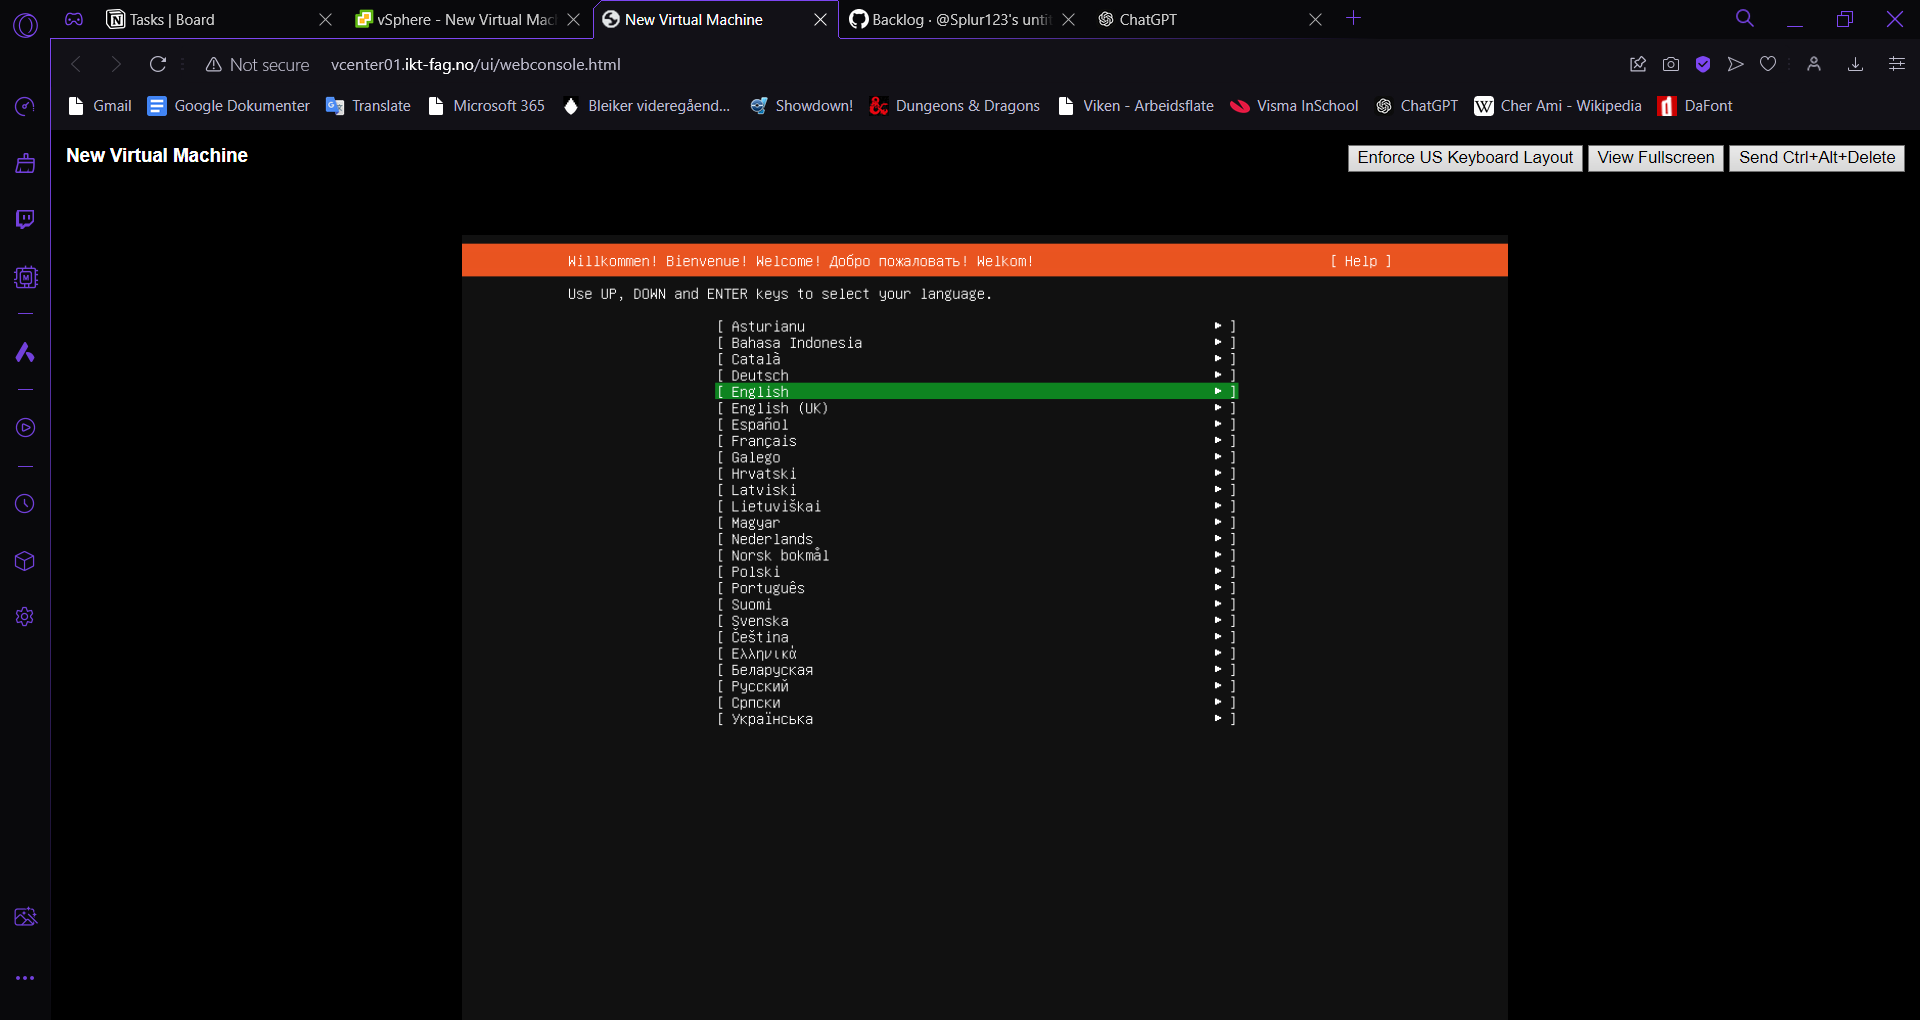 Tasks | Board
vSphere - New Virtual Mac
New Virtual Machine
Backlog · @Splur123's unti
ChatGPT
Not secure
vcenter01.ikt-fag.no/ui/webconsole.html
Gmail
Google Dokumenter
Translate
Microsoft 365
Bleiker videregåend...
Showdown!
Dungeons & Dragons
Viken - Arbeidsflate
Visma InSchool
ChatGPT
Cher Ami - Wikipedia
DaFont
New Virtual Machine
Enforce US Keyboard Layout
View Fullscreen
Send Ctrl+Alt+Delete
Willkommen! Bienvenue! Welcome! Добро пожаловать! Welkom!
[ Help ]
Use UP, DOWN and ENTER keys to select your language.
[ Asturianu ► ]
[ Bahasa Indonesia ► ]
[ Català ► ]
[ Deutsch ► ]
[ English ► ]
[ English (UK) ► ]
[ Español ► ]
[ Français ► ]
[ Galego ► ]
[ Hrvatski ► ]
[ Latviski ► ]
[ Lietuviškai ► ]
[ Magyar ► ]
[ Nederlands ► ]
[ Norsk bokmål ► ]
[ Polski ► ]
[ Português ► ]
[ Suomi ► ]
[ Svenska ► ]
[ Čeština ► ]
[ Ελληνικά ► ]
[ Беларуская ► ]
[ Русский ► ]
[ Српски ► ]
[ Українська ► ]